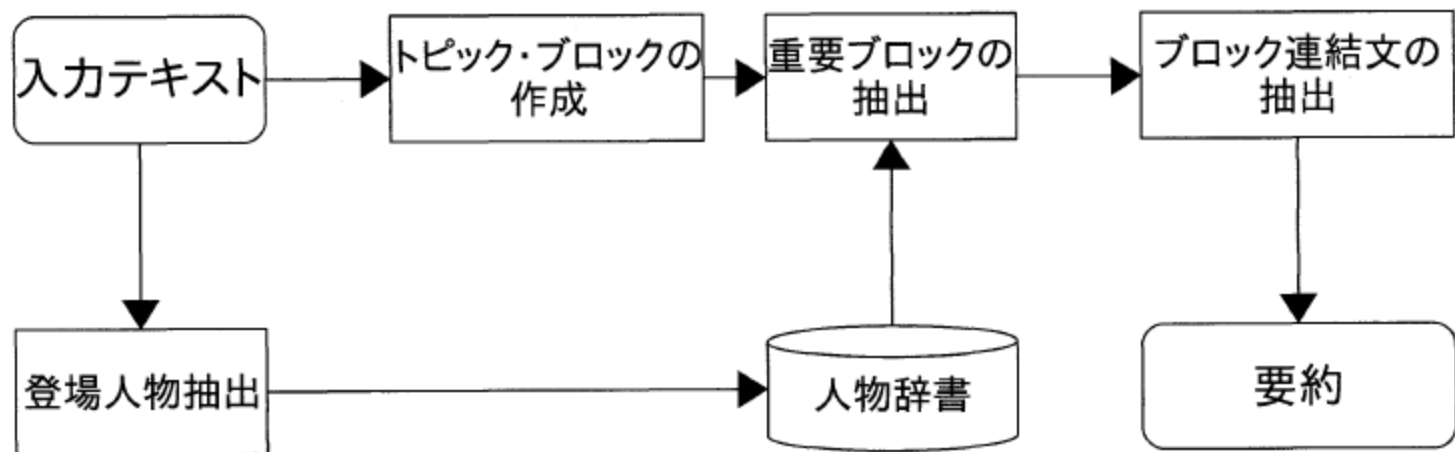 入力テキスト
トピック・ブロックの
作成
重要ブロックの
抽出
ブロック連結文の
抽出
登場人物抽出
人物辞書
要約